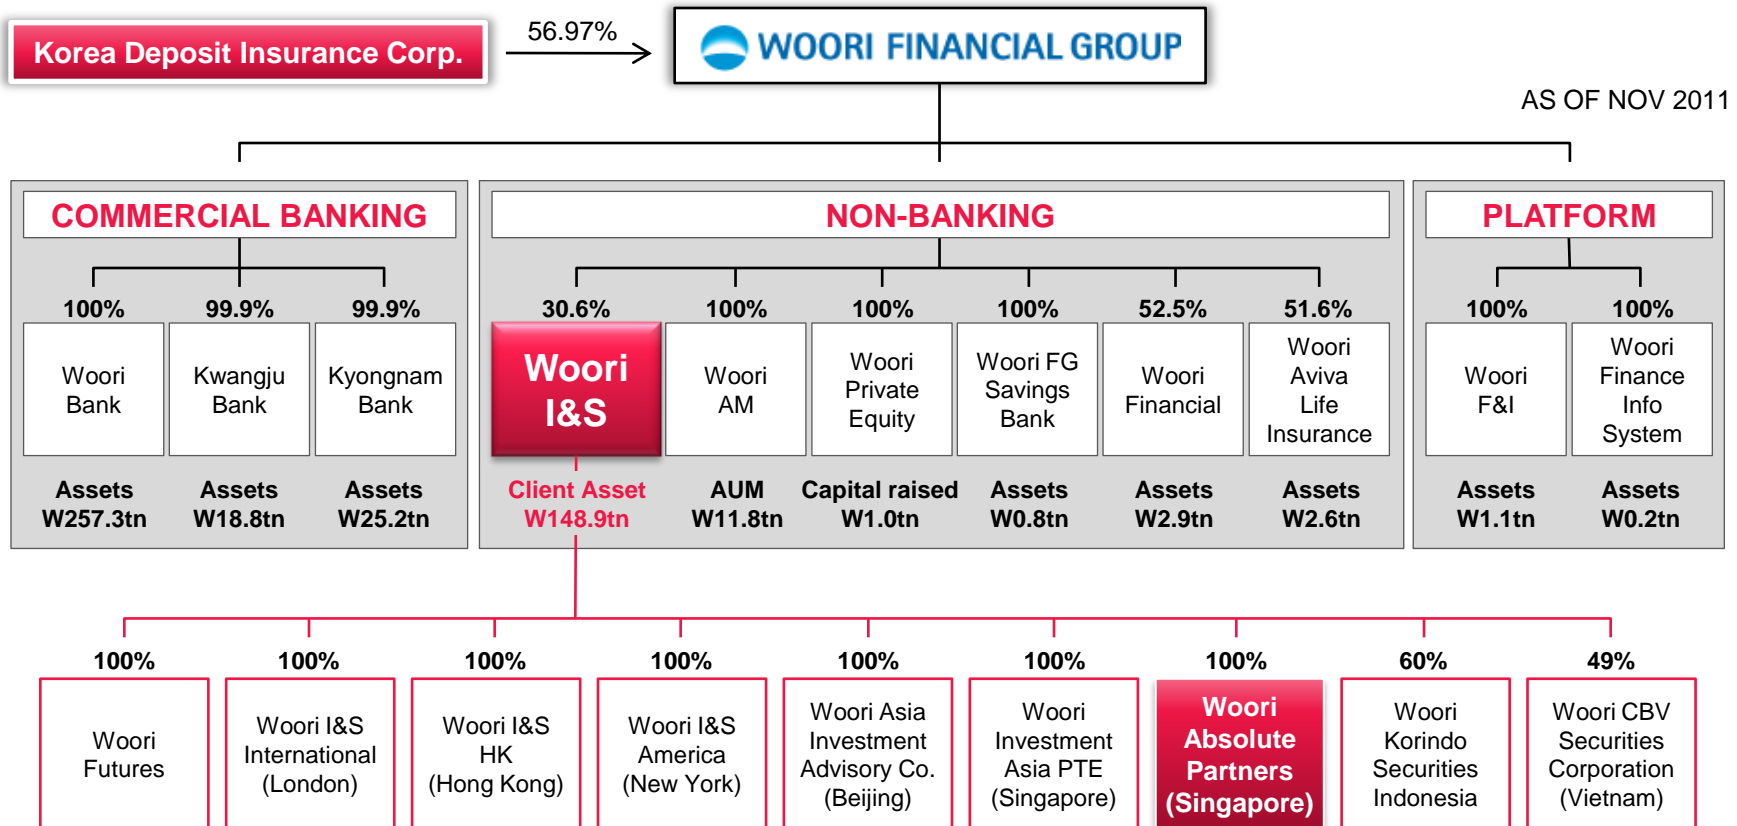 Korea Deposit Insurance Corp.
56.97%
WOORI FINANCIAL GROUP
AS OF NOV 2011
COMMERCIAL BANKING
100%
99.9%
99.9%
Woori
Bank
Kwangju
Bank
Kyongnam
Bank
Assets
W257.3tn
Assets
W18.8tn
Assets
W25.2tn
NON-BANKING
30.6%
100%
100%
100%
52.5%
51.6%
Woori
I&S
Woori
AM
Woori
Private
Equity
Woori FG
Savings
Bank
Woori
Financial
Woori
Aviva
Life
Insurance
Client Asset
W148.9tn
AUM
W11.8tn
Capital raised
W1.0tn
Assets
W0.8tn
Assets
W2.9tn
Assets
W2.6tn
PLATFORM
100%
100%
Woori
F&I
Woori
Finance
Info
System
Assets
W1.1tn
Assets
W0.2tn
100%
100%
100%
100%
100%
100%
100%
60%
49%
Woori
Futures
Woori I&S
International
(London)
Woori I&S
HK
(Hong Kong)
Woori I&S
America
(New York)
Woori Asia
Investment
Advisory Co.
(Beijing)
Woori
Investment
Asia PTE
(Singapore)
Woori
Absolute
Partners
(Singapore)
Woori
Korindo
Securities
Indonesia
Woori CBV
Securities
Corporation
(Vietnam)